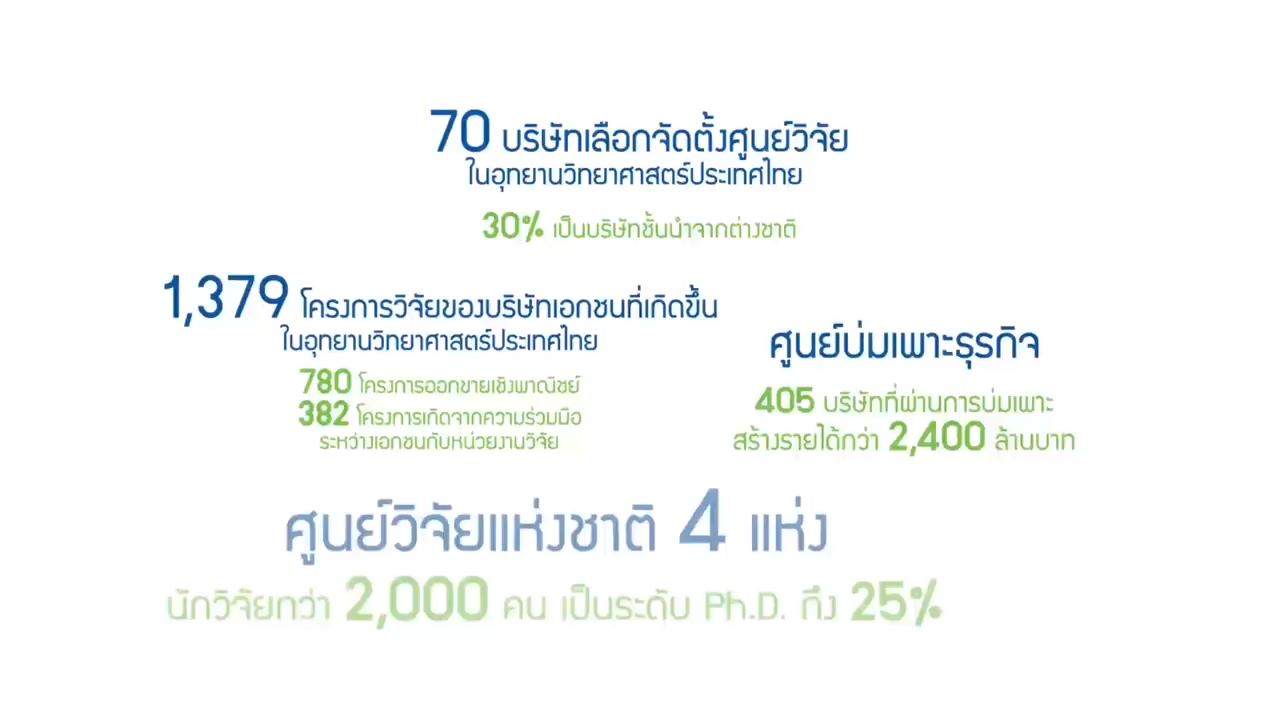 70 บริษัทเลือกจัดตั้งศูนย์วิจัย
ในอุทยานวิทยาศาสตร์ประเทศไทย
30% เป็นบริษัทชั้นนำจากต่างชาติ
1,379 โครงการวิจัยของบริษัทเอกชนที่เกิดขึ้น
ในอุทยานวิทยาศาสตร์ประเทศไทย
780 โครงการออกขายเชิงพาณิชย์
382 โครงการเกิดจากความร่วมมือ
ระหว่างเอกชนกับหน่วยงานวิจัย
ศูนย์บ่มเพาะธุรกิจ
405 บริษัทที่ผ่านการบ่มเพาะ
สร้างรายได้กว่า 2,400 ล้านบาท
ศูนย์วิจัยแห่งชาติ 4 แห่ง
นักวิจัยกว่า 2,000 คน เป็นระดับ Ph.D. ถึง 25%